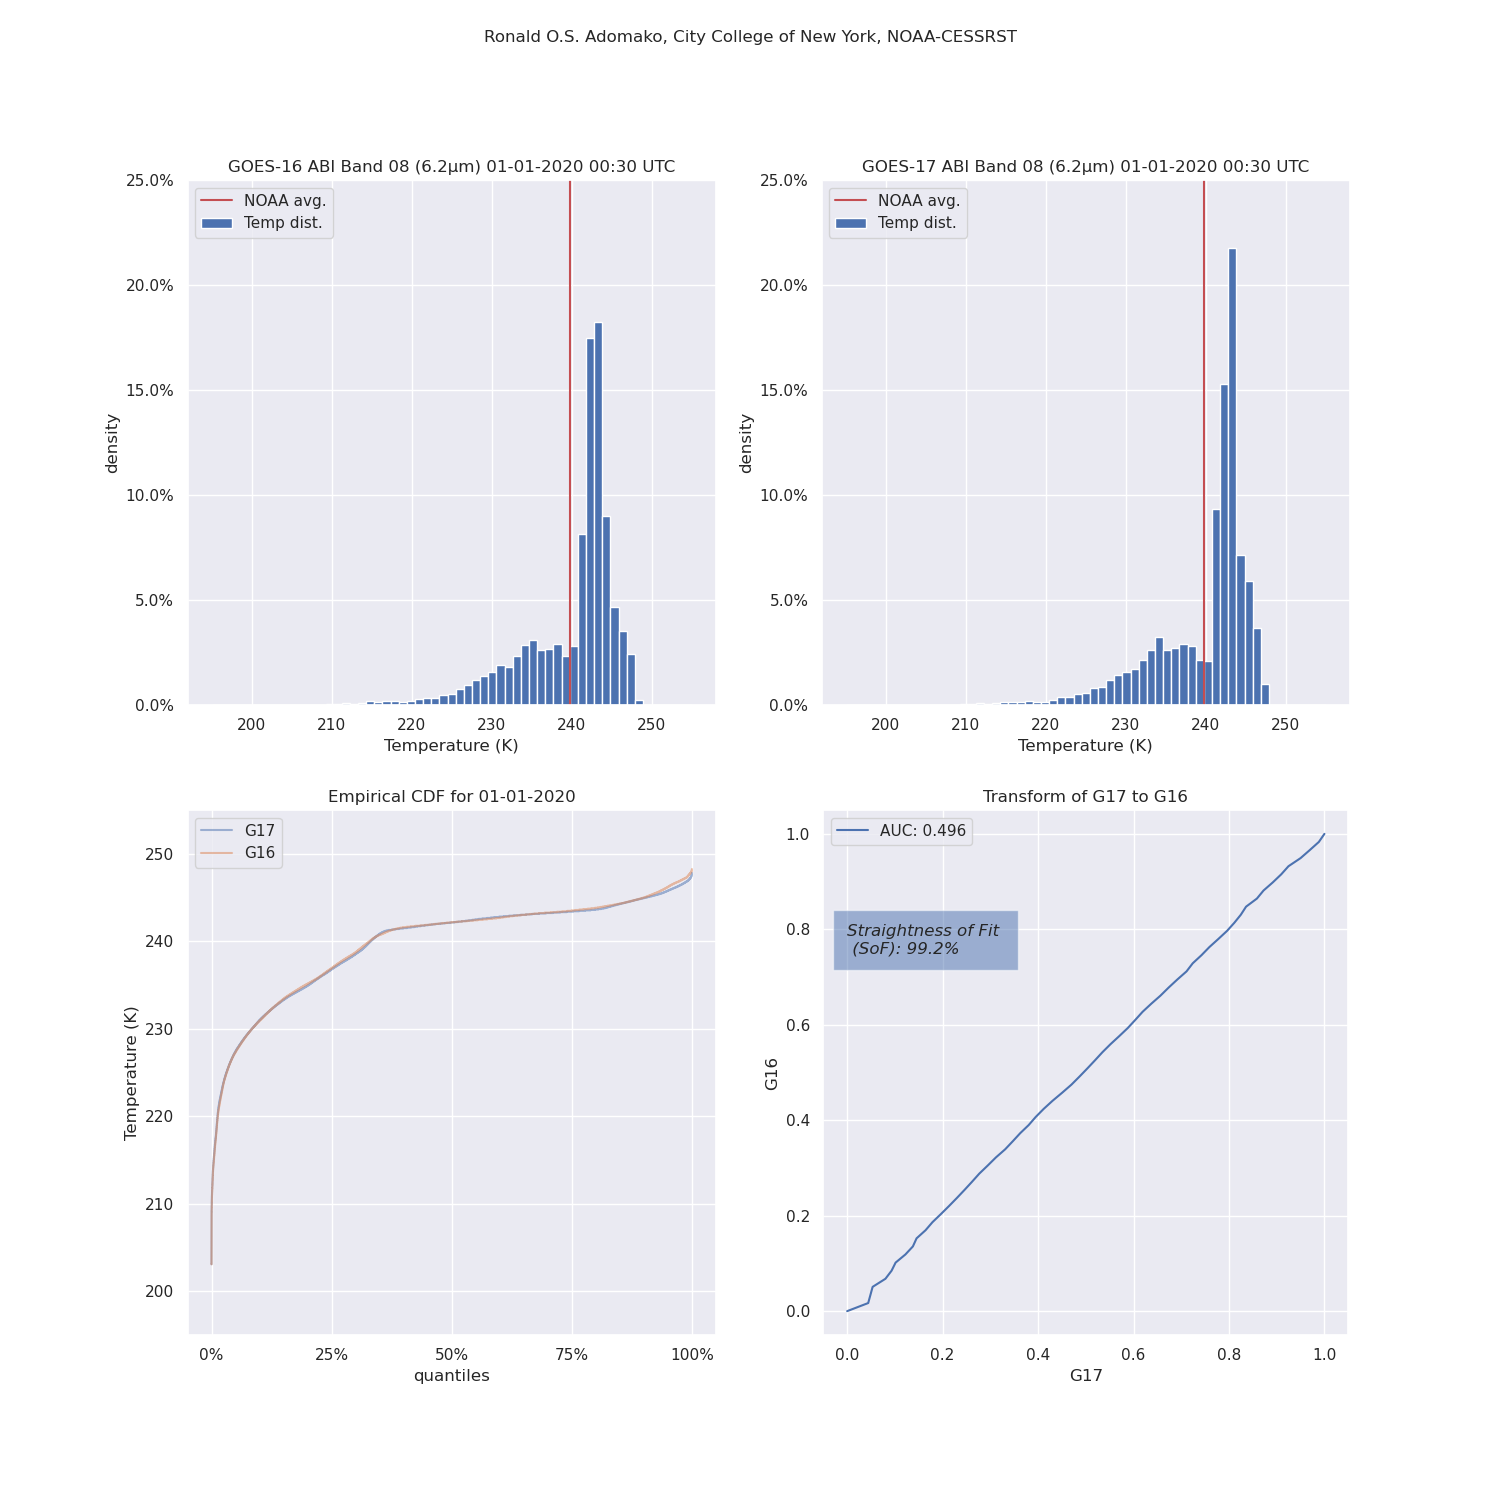 Ronald O.S. Adomako, City College of New York, NOAA-CESSRST
GOES-16 ABI Band 08 (6.2μm) 01-01-2020 00:30 UTC
25.0%
20.0%
15.0%
10.0%
5.0%
0.0%
density
NOAA avg.
Temp dist.
200
210
220
230
240
250
Temperature (K)
GOES-17 ABI Band 08 (6.2μm) 01-01-2020 00:30 UTC
25.0%
20.0%
15.0%
10.0%
5.0%
0.0%
density
NOAA avg.
Temp dist.
200
210
220
230
240
250
Temperature (K)
Empirical CDF for 01-01-2020
G17
G16
250
240
230
220
210
200
Temperature (K)
0%
25%
50%
75%
100%
quantiles
Transform of G17 to G16
AUC: 0.496
Straightness of Fit
(SoF): 99.2%
1.0
0.8
0.6
0.4
0.2
0.0
G16
0.0
0.2
0.4
0.6
0.8
1.0
G17